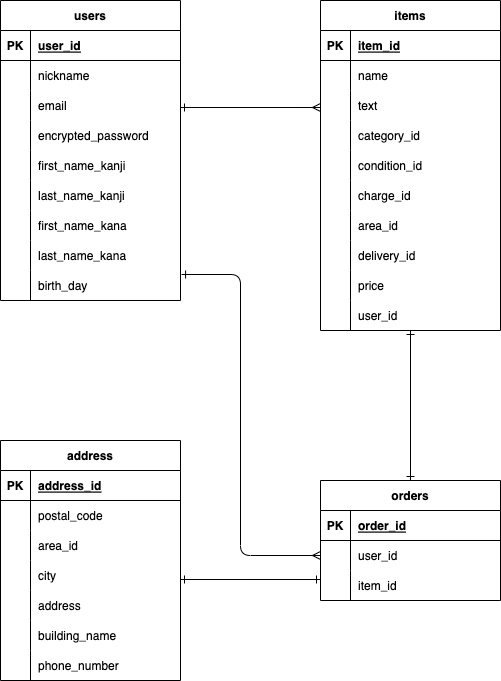 users
PK user_id
nickname
email
encrypted_password
first_name_kanji
last_name_kanji
first_name_kana
last_name_kana
birth_day
items
PK item_id
name
text
category_id
condition_id
charge_id
area_id
delivery_id
price
user_id
address
PK address_id
postal_code
area_id
city
address
building_name
phone_number
orders
PK order_id
user_id
item_id